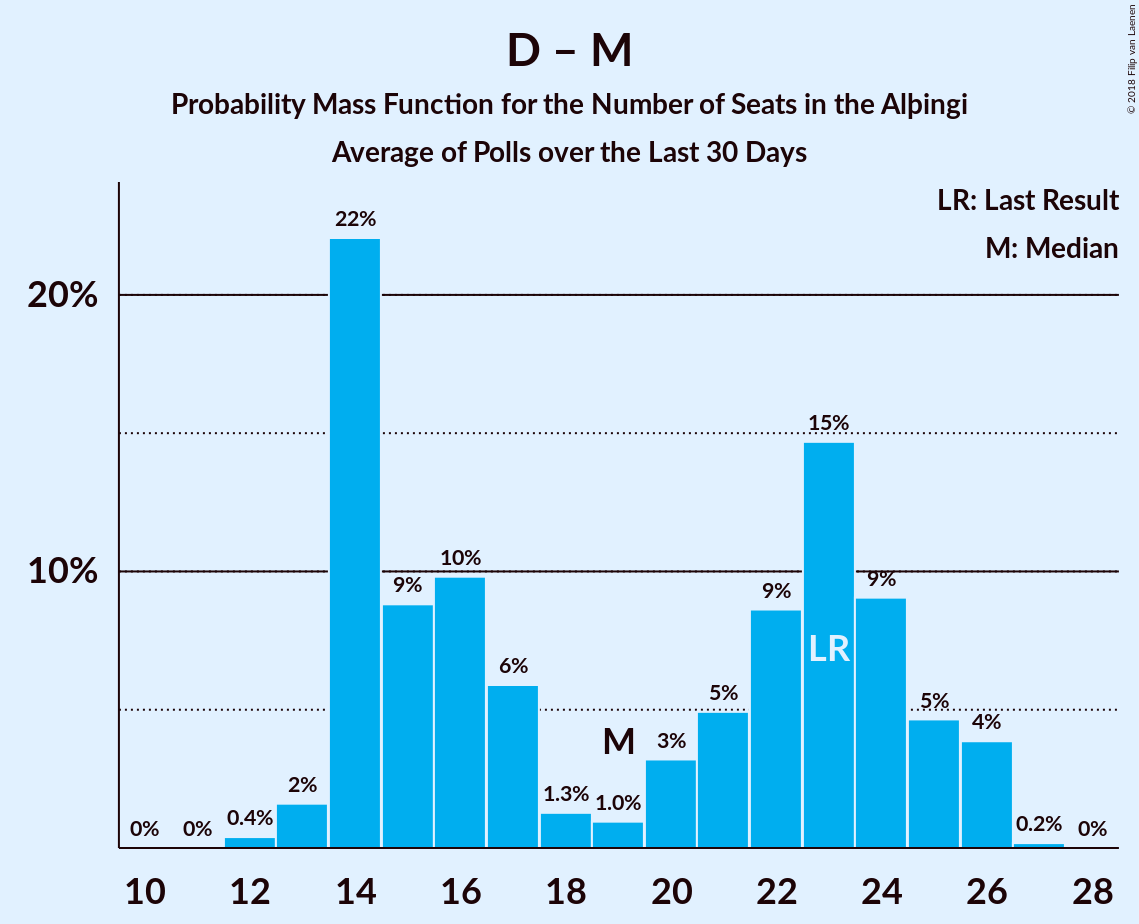 D – M
Probability Mass Function for the Number of Seats in the Alþingi
Average of Polls over the Last 30 Days
© 2018 Filip van Laenen
LR: Last Result
M: Median
20%
10%
0%
0%
0.4%
2%
22%
9%
10%
6%
1.3%
1.0%
3%
5%
9%
15%
9%
5%
4%
0.2%
0%
M
LR
10 12 14 16 18 20 22 24 26 28